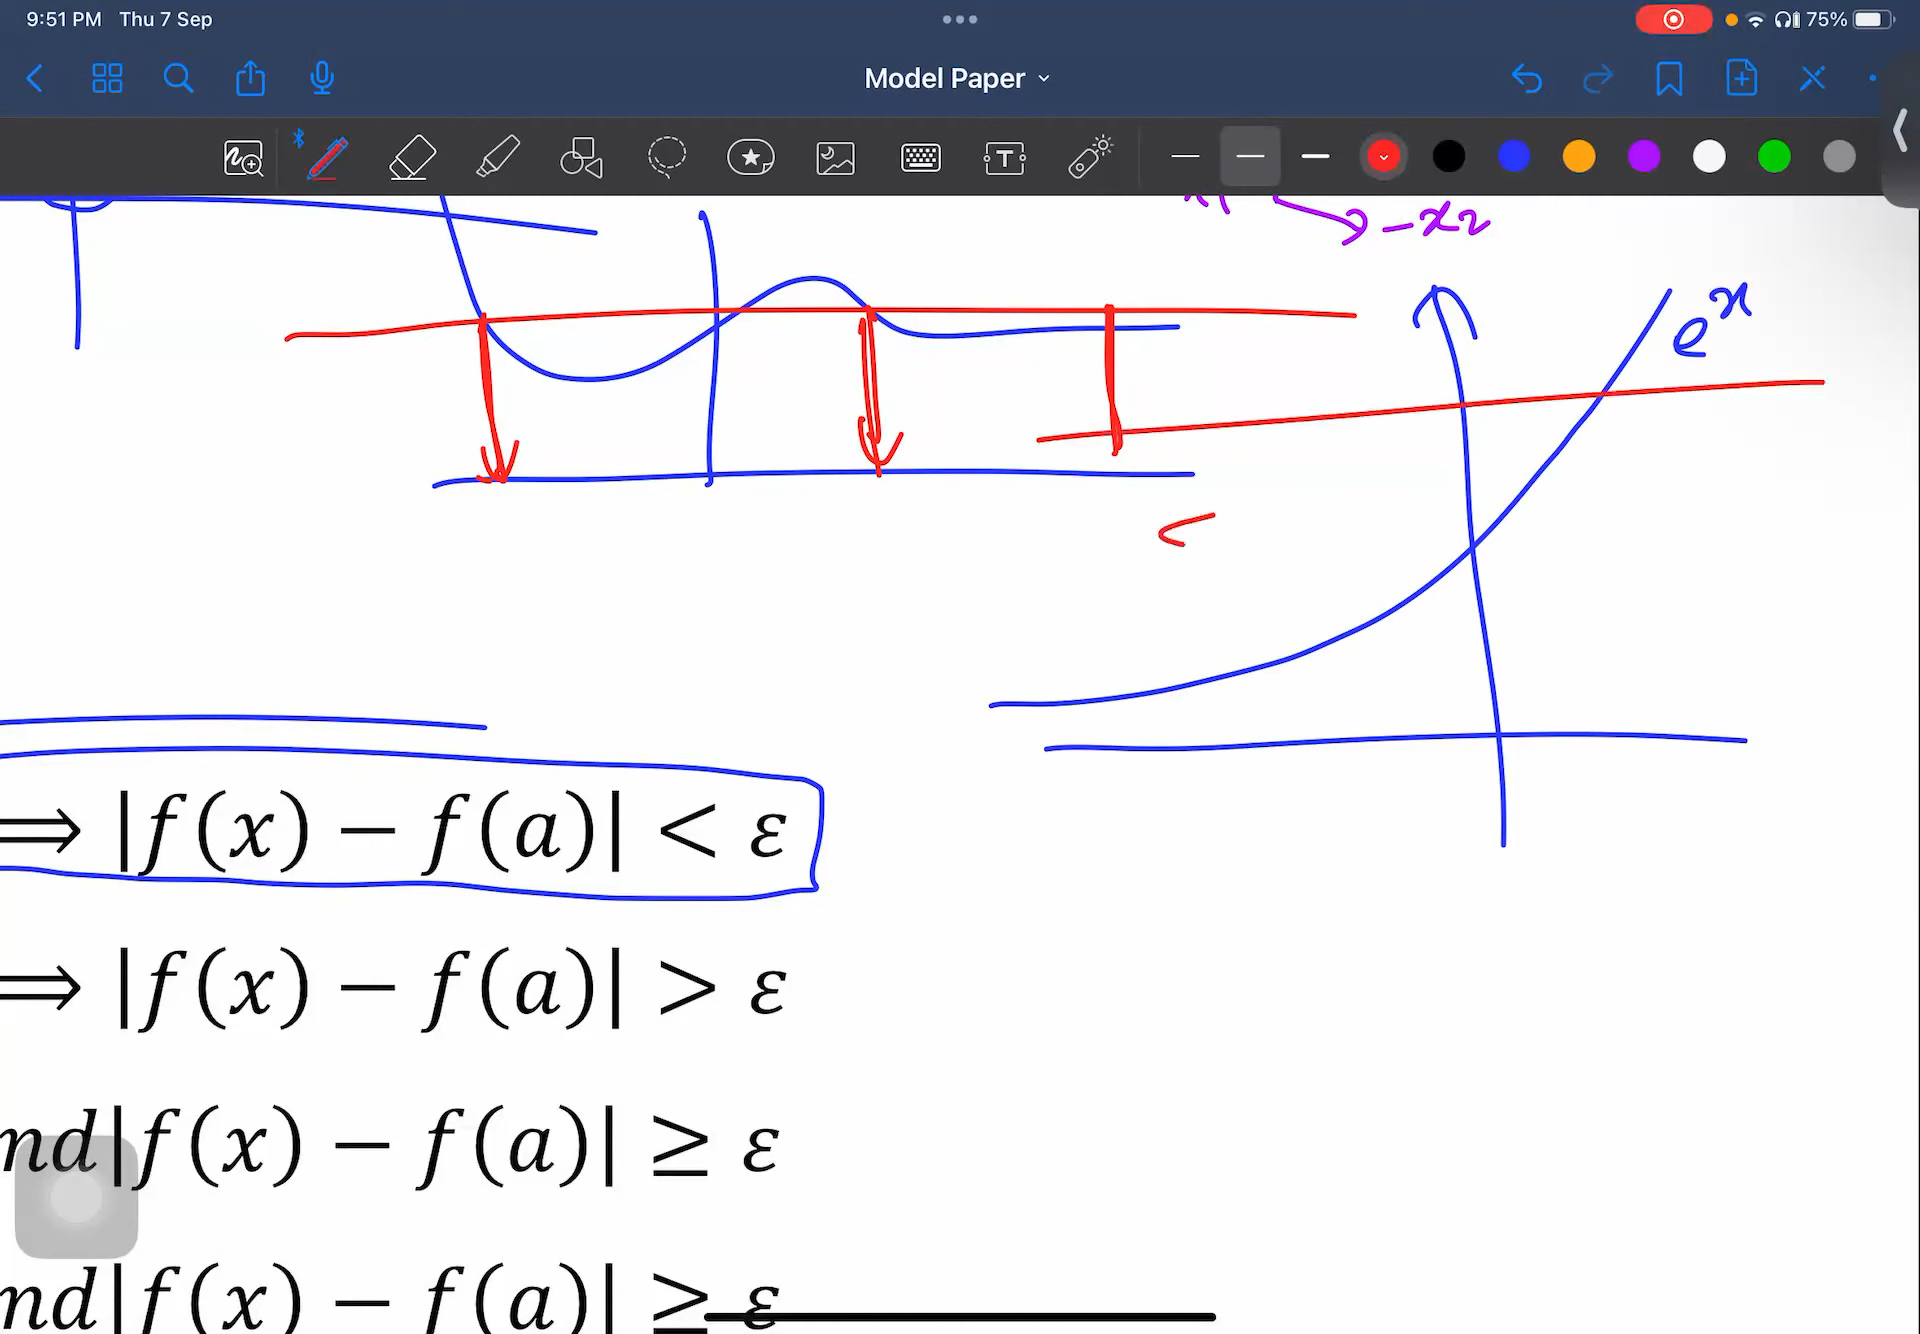 9:51 PM Thu 7 Sep
75%
Model Paper
T
-x2
e^x
⟹ |f(x) − f(a)| < ε
⟹ |f(x) − f(a)| > ε
nd|f(x) − f(a)| ≥ ε
nd|f(x) − f(a)| ≥ ε